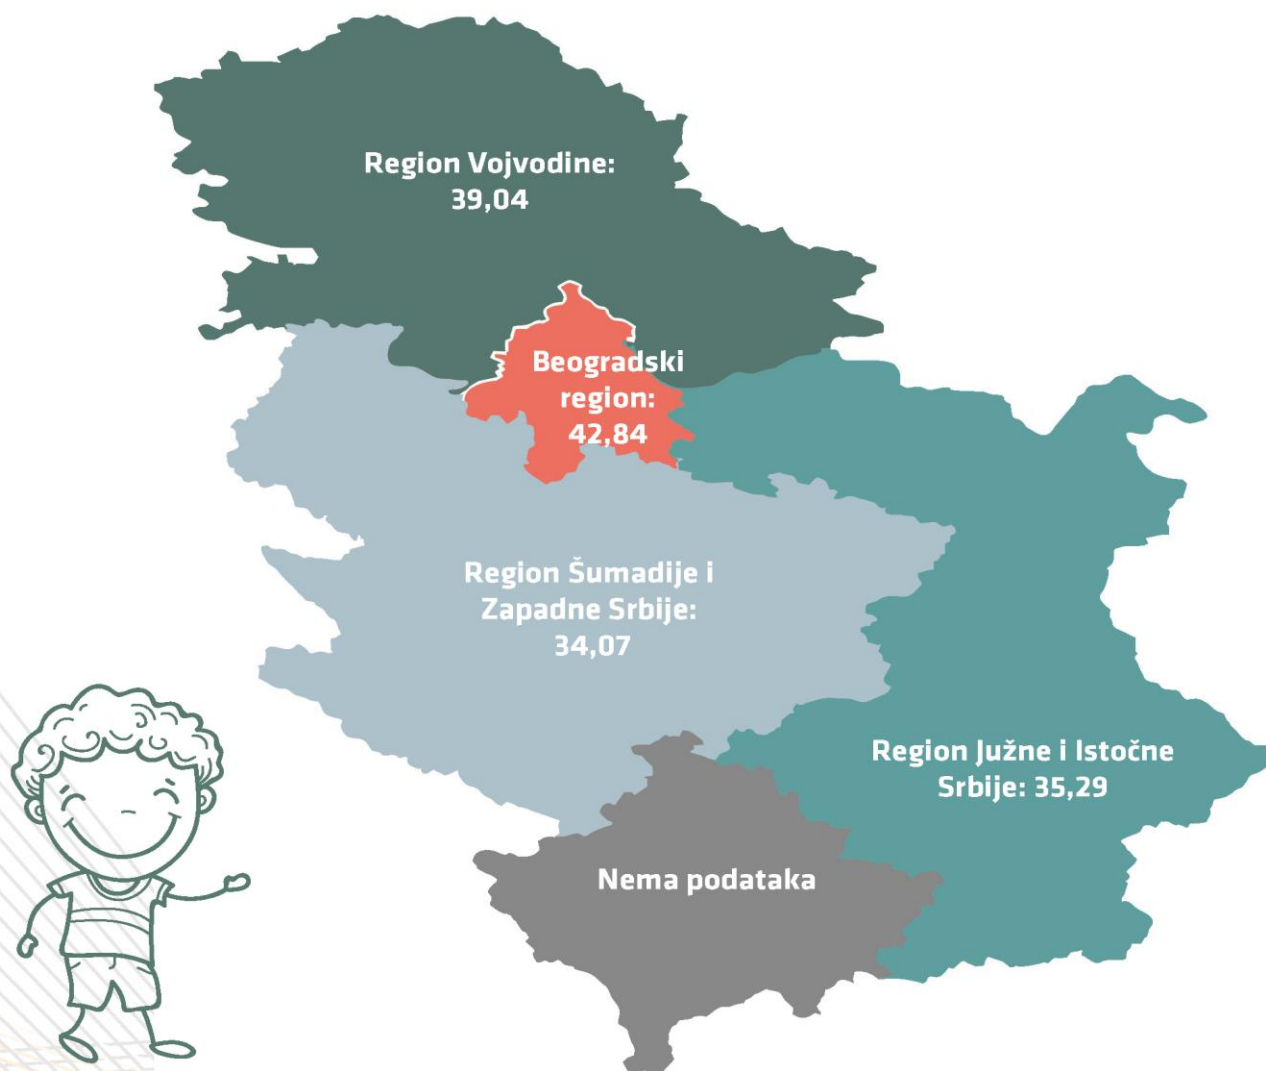 Region Vojvodine:
39,04
Beogradski
region:
42,84
Region Šumadije i
Zapadne Srbije:
34,07
Region Južne i Istočne
Srbije: 35,29
Nema podataka